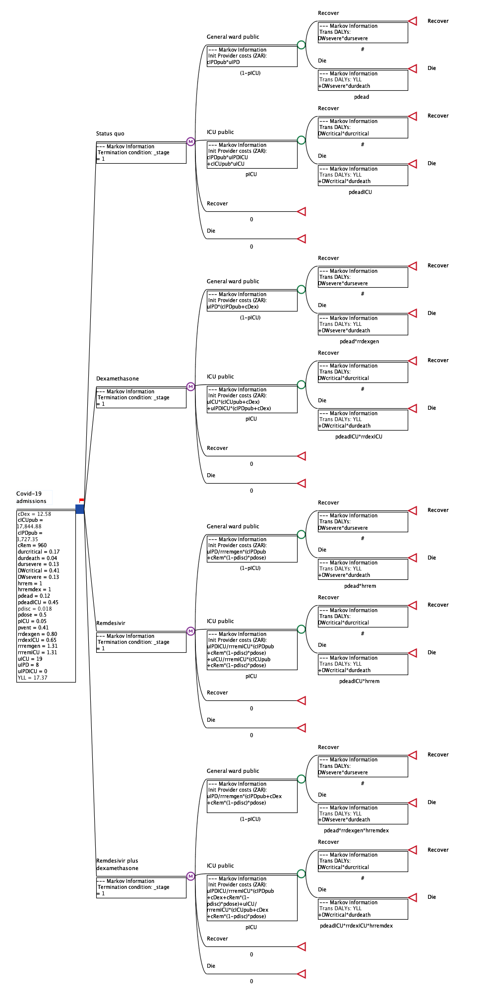 Recover
--- Markov Information
Trans DALYs:
DWsevere*dursevere
Recover
#
General ward public
--- Markov Information
Init Provider costs (ZAR):
cIPDpub*uIPD
(1-pICU)
Die
--- Markov Information
Trans DALYs: YLL
+DWsevere*durdeath
Die
pdead
Recover
--- Markov Information
Trans DALYs:
DWcritical*durcritical
Recover
#
Status quo
--- Markov Information
Termination condition: _stage
= 1
ICU public
--- Markov Information
Init Provider costs (ZAR):
cIPDpub*uIPDICU
+cICUpub*uICU
pICU
Die
--- Markov Information
Trans DALYs: YLL
+DWcritical*durdeath
Die
pdeadICU
Recover
0
Die
0
Recover
--- Markov Information
Trans DALYs:
DWsevere*dursevere
Recover
#
General ward public
--- Markov Information
Init Provider costs (ZAR):
uIPD*(cIPDpub+cDex)
(1-pICU)
Die
--- Markov Information
Trans DALYs: YLL
+DWsevere*durdeath
Die
pdead*rrdexgen
Recover
--- Markov Information
Trans DALYs:
DWcritical*durcritical
Recover
#
Dexamethasone
--- Markov Information
Termination condition: _stage
= 1
ICU public
--- Markov Information
Init Provider costs (ZAR):
uICU*(cICUpub+cDex)
+uIPDICU*(cIPDpub+cDex)
pICU
Die
--- Markov Information
Trans DALYs: YLL
+DWcritical*durdeath
Die
pdeadICU*rrdexICU
Recover
0
Die
0
Covid-19
admissions
cDex = 12.58
cICUpub =
17,844.88
cIPDpub =
3,727.35
cRem = 960
durcritical = 0.17
durdeath = 0.04
dursevere = 0.13
DWcritical = 0.41
DWsevere = 0.13
hrrem = 1
hrremdex = 1
pdead = 0.12
pdeadICU = 0.45
pdisc = 0.018
pdose = 0.5
pICU = 0.05
pvent = 0.41
rrdexgen = 0.80
rrdexICU = 0.65
rrremgen = 1.31
rrremICU = 1.31
uICU = 19
uIPD = 8
uIPDICU = 0
YLL = 17.37
Recover
--- Markov Information
Trans DALYs:
DWsevere*dursevere
Recover
#
General ward public
--- Markov Information
Init Provider costs (ZAR):
uIPD/rrremgen*(cIPDpub
+cRem*(1-pdisc)*pdose)
(1-pICU)
Die
--- Markov Information
Trans DALYs: YLL
+DWsevere*durdeath
Die
pdead*hrrem
Recover
--- Markov Information
Trans DALYs:
DWcritical*durcritical
Recover
#
Remdesivir
--- Markov Information
Termination condition: _stage
= 1
ICU public
--- Markov Information
Init Provider costs (ZAR):
uIPDICU/rrremICU*(cIPDpub
+cRem*(1-pdisc)*pdose)
+uICU/rrremICU*(cICUpub
+cRem*(1-pdisc)*pdose)
pICU
Die
--- Markov Information
Trans DALYs: YLL
+DWcritical*durdeath
Die
pdeadICU*hrrem
Recover
0
Die
0
Recover
--- Markov Information
Trans DALYs:
DWsevere*dursevere
Recover
#
General ward public
--- Markov Information
Init Provider costs (ZAR):
uIPD/rrremgen*(cIPDpub+cDex
+cRem*(1-pdisc)*pdose)
(1-pICU)
Die
--- Markov Information
Trans DALYs: YLL
+DWsevere*durdeath
Die
pdead*rrdexgen*hrremdex
Recover
--- Markov Information
Trans DALYs:
DWcritical*durcritical
Recover
#
Remdesivir plus
dexamethasone
--- Markov Information
Termination condition: _stage
= 1
ICU public
--- Markov Information
Init Provider costs (ZAR):
uIPDICU/rrremICU*(cIPDpub
+cDex+cRem*(1-
pdisc)*pdose)+uICU/
rrremICU*(cICUpub+cDex
+cRem*(1-pdisc)*pdose)
pICU
Die
--- Markov Information
Trans DALYs: YLL
+DWcritical*durdeath
Die
pdeadICU*rrdexICU*hrremdex
Recover
0
Die
0